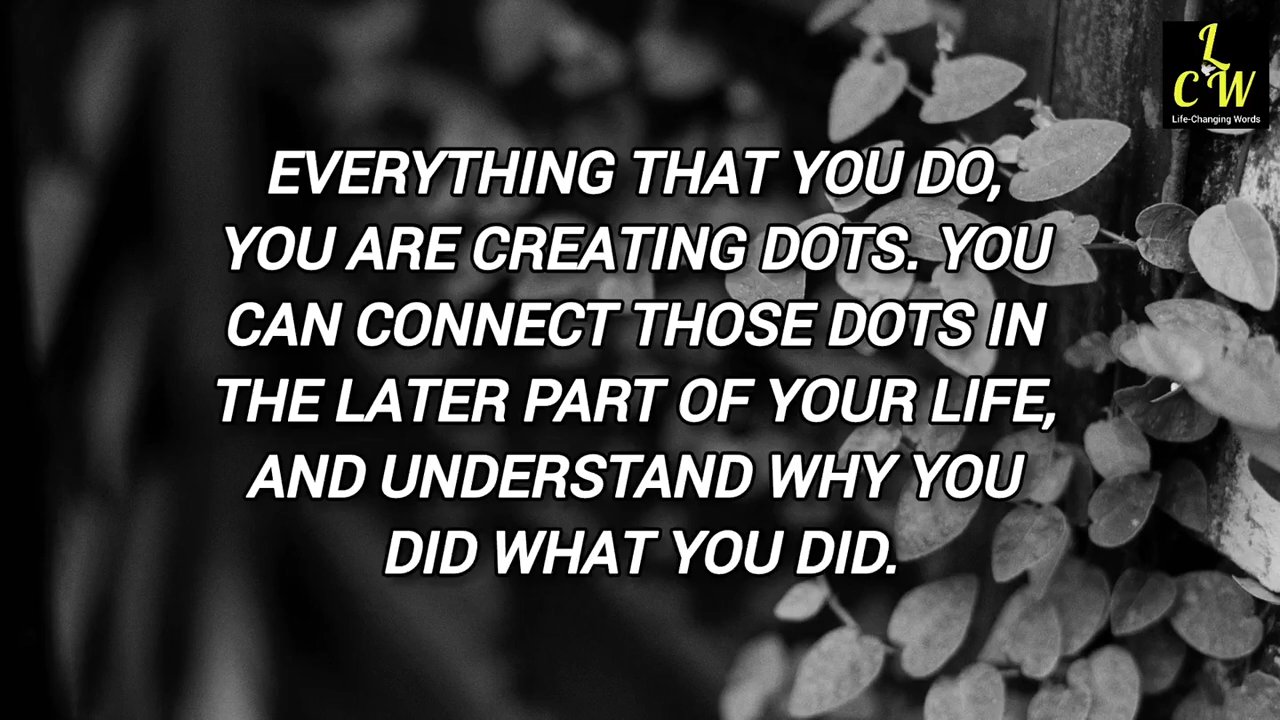 L
C W
Life-Changing Words
EVERYTHING THAT YOU DO,
YOU ARE CREATING DOTS. YOU
CAN CONNECT THOSE DOTS IN
THE LATER PART OF YOUR LIFE,
AND UNDERSTAND WHY YOU
DID WHAT YOU DID.